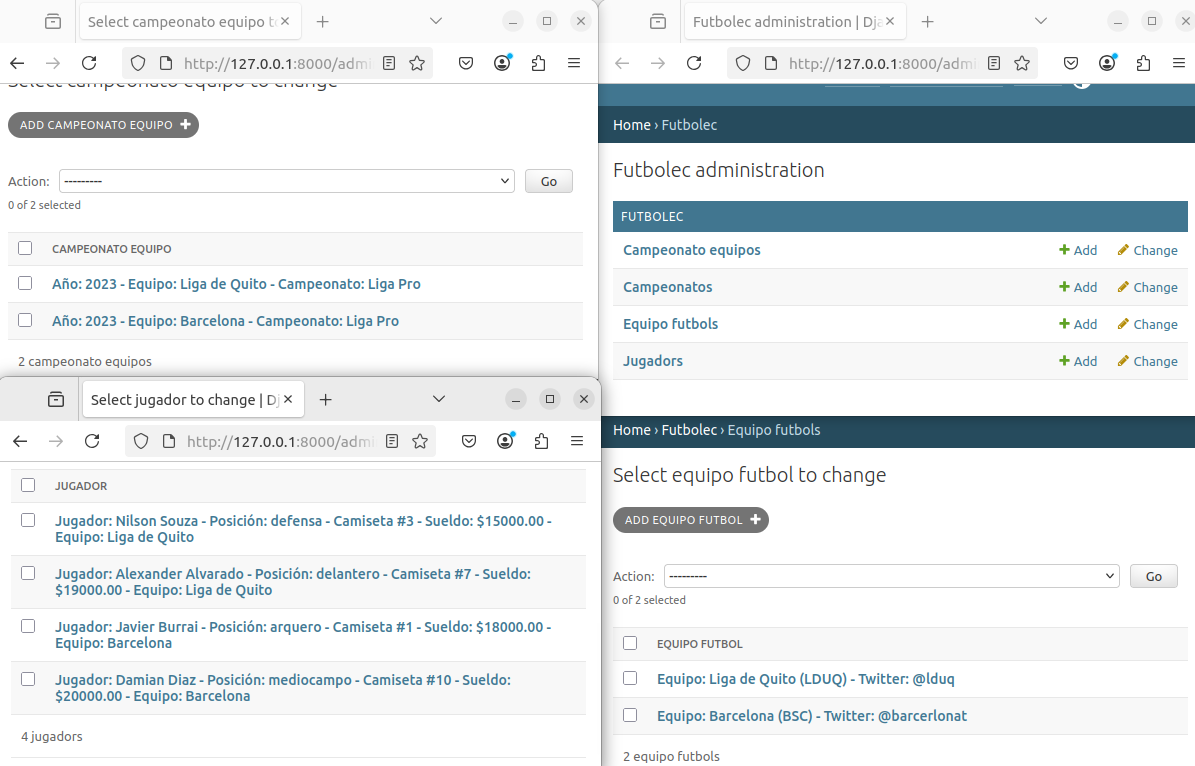 Select campeonato equipo t
http://127.0.0.1:8000/admi
Select campeonato equipo to change
ADD CAMPEONATO EQUIPO
Action:
---------
Go
0 of 2 selected
CAMPEONATO EQUIPO
Año: 2023 - Equipo: Liga de Quito - Campeonato: Liga Pro
Año: 2023 - Equipo: Barcelona - Campeonato: Liga Pro
2 campeonato equipos
Futbolec administration | Dja
http://127.0.0.1:8000/admi
Home › Futbolec
Futbolec administration
FUTBOLEC
Campeonato equipos Add Change
Campeonatos Add Change
Equipo futbols Add Change
Jugadors Add Change
Select jugador to change | Dj
http://127.0.0.1:8000/admi
JUGADOR
Jugador: Nilson Souza - Posición: defensa - Camiseta #3 - Sueldo: $15000.00 -
Equipo: Liga de Quito
Jugador: Alexander Alvarado - Posición: delantero - Camiseta #7 - Sueldo:
$19000.00 - Equipo: Liga de Quito
Jugador: Javier Burrai - Posición: arquero - Camiseta #1 - Sueldo: $18000.00 -
Equipo: Barcelona
Jugador: Damian Diaz - Posición: mediocampo - Camiseta #10 - Sueldo:
$20000.00 - Equipo: Barcelona
4 jugadors
Home › Futbolec › Equipo futbols
Select equipo futbol to change
ADD EQUIPO FUTBOL
Action:
---------
Go
0 of 2 selected
EQUIPO FUTBOL
Equipo: Liga de Quito (LDUQ) - Twitter: @lduq
Equipo: Barcelona (BSC) - Twitter: @barcerlonat
2 equipo futbols